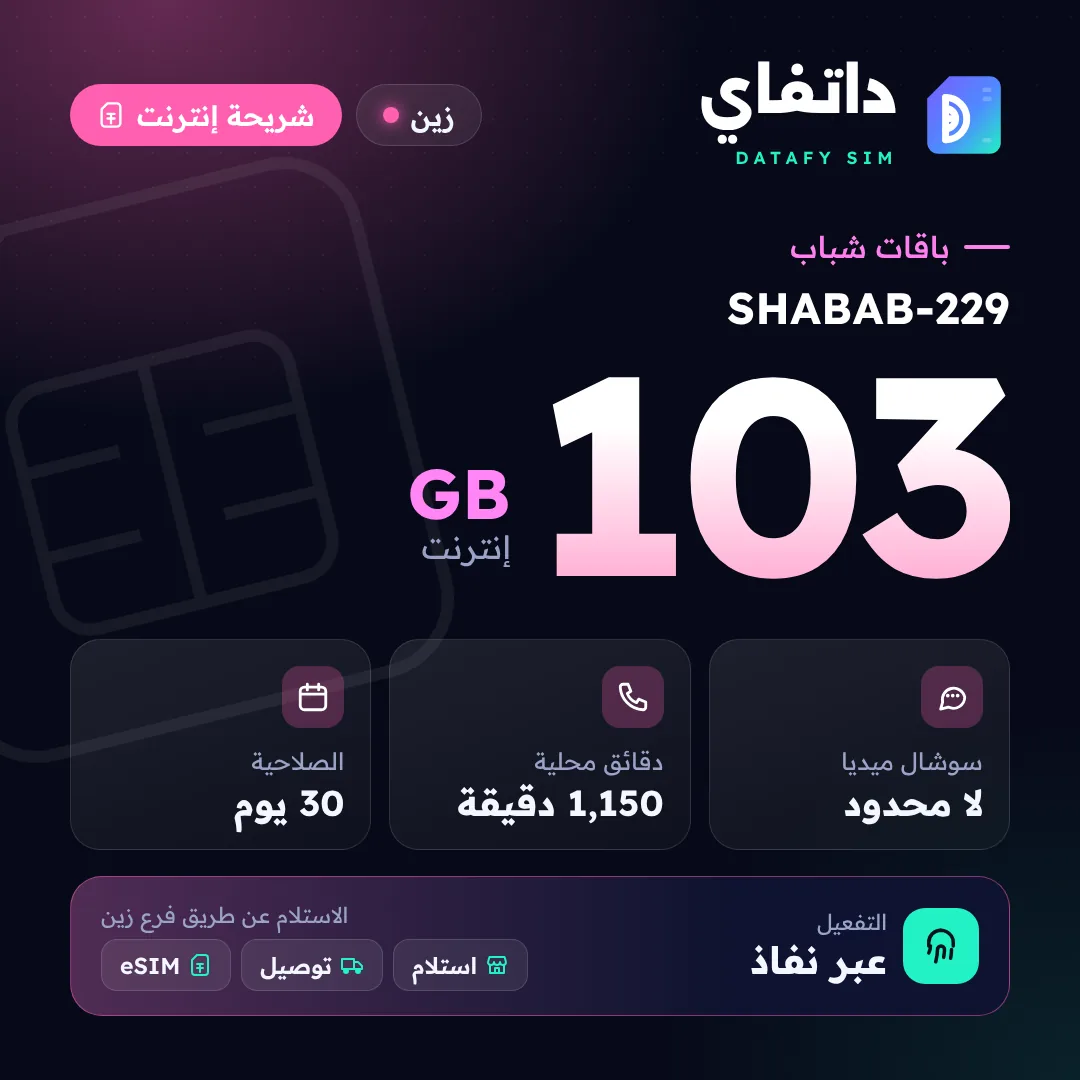 داتفاي
DATAFY SIM
زين
شريحة إنترنت
باقات شباب
SHABAB-229
103
GB
إنترنت
سوشال ميديا
لا محدود
دقائق محلية
1,150 دقيقة
الصلاحية
30 يوم
التفعيل
عبر نفاذ
الاستلام عن طريق فرع زين
استلام
توصيل
eSIM